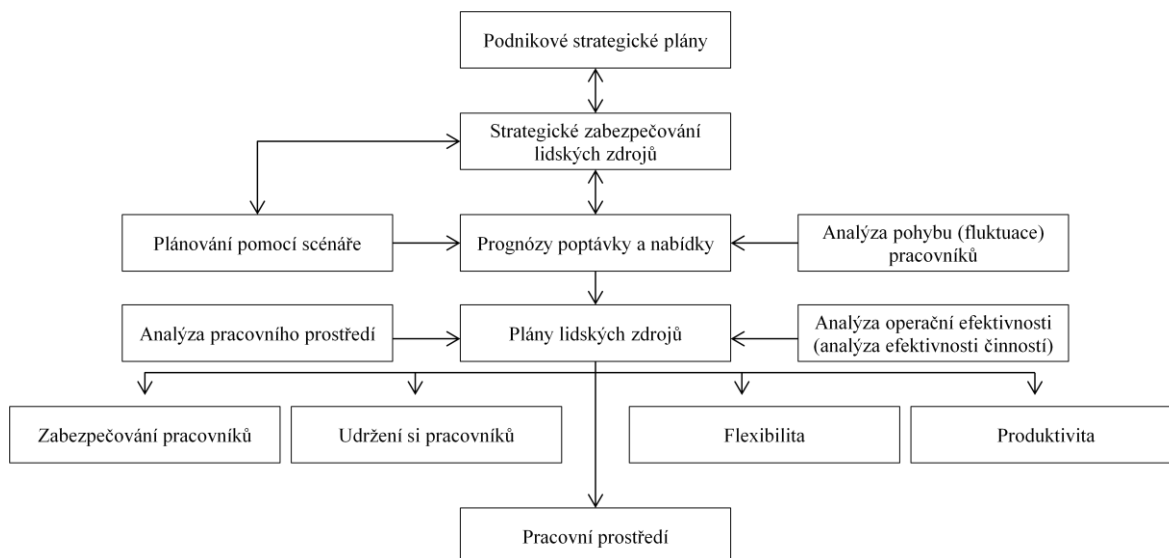 Podnikové strategické plány
Strategické zabezpečování
lidských zdrojů
Plánování pomocí scénáře
Prognózy poptávky a nabídky
Analýza pohybu (fluktuace)
pracovníků
Analýza pracovního prostředí
Plány lidských zdrojů
Analýza operační efektivnosti
(analýza efektivnosti činností)
Zabezpečování pracovníků
Udržení si pracovníků
Flexibilita
Produktivita
Pracovní prostředí